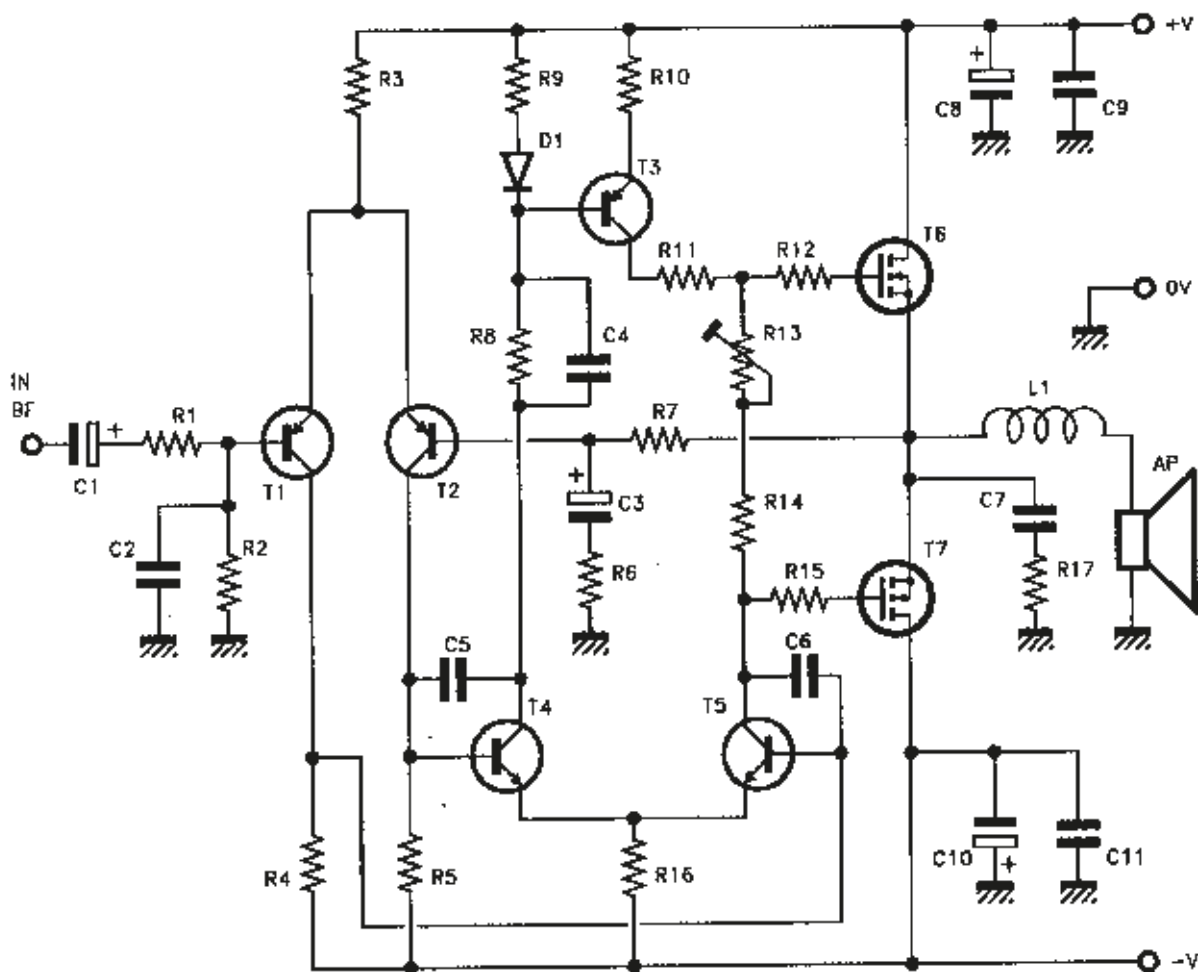 +V
R3
R9
R10
C8
C9
D1
T3
T6
R11
R12
0V
R8
C4
R13
IN
BF
R1
R7
L1
C1
T1
T2
C3
AP
R14
C7
C2
R2
R6
R15
T7
R17
C5
C6
T4
T5
R4
R5
R16
C10
C11
-V
+
+
+
+